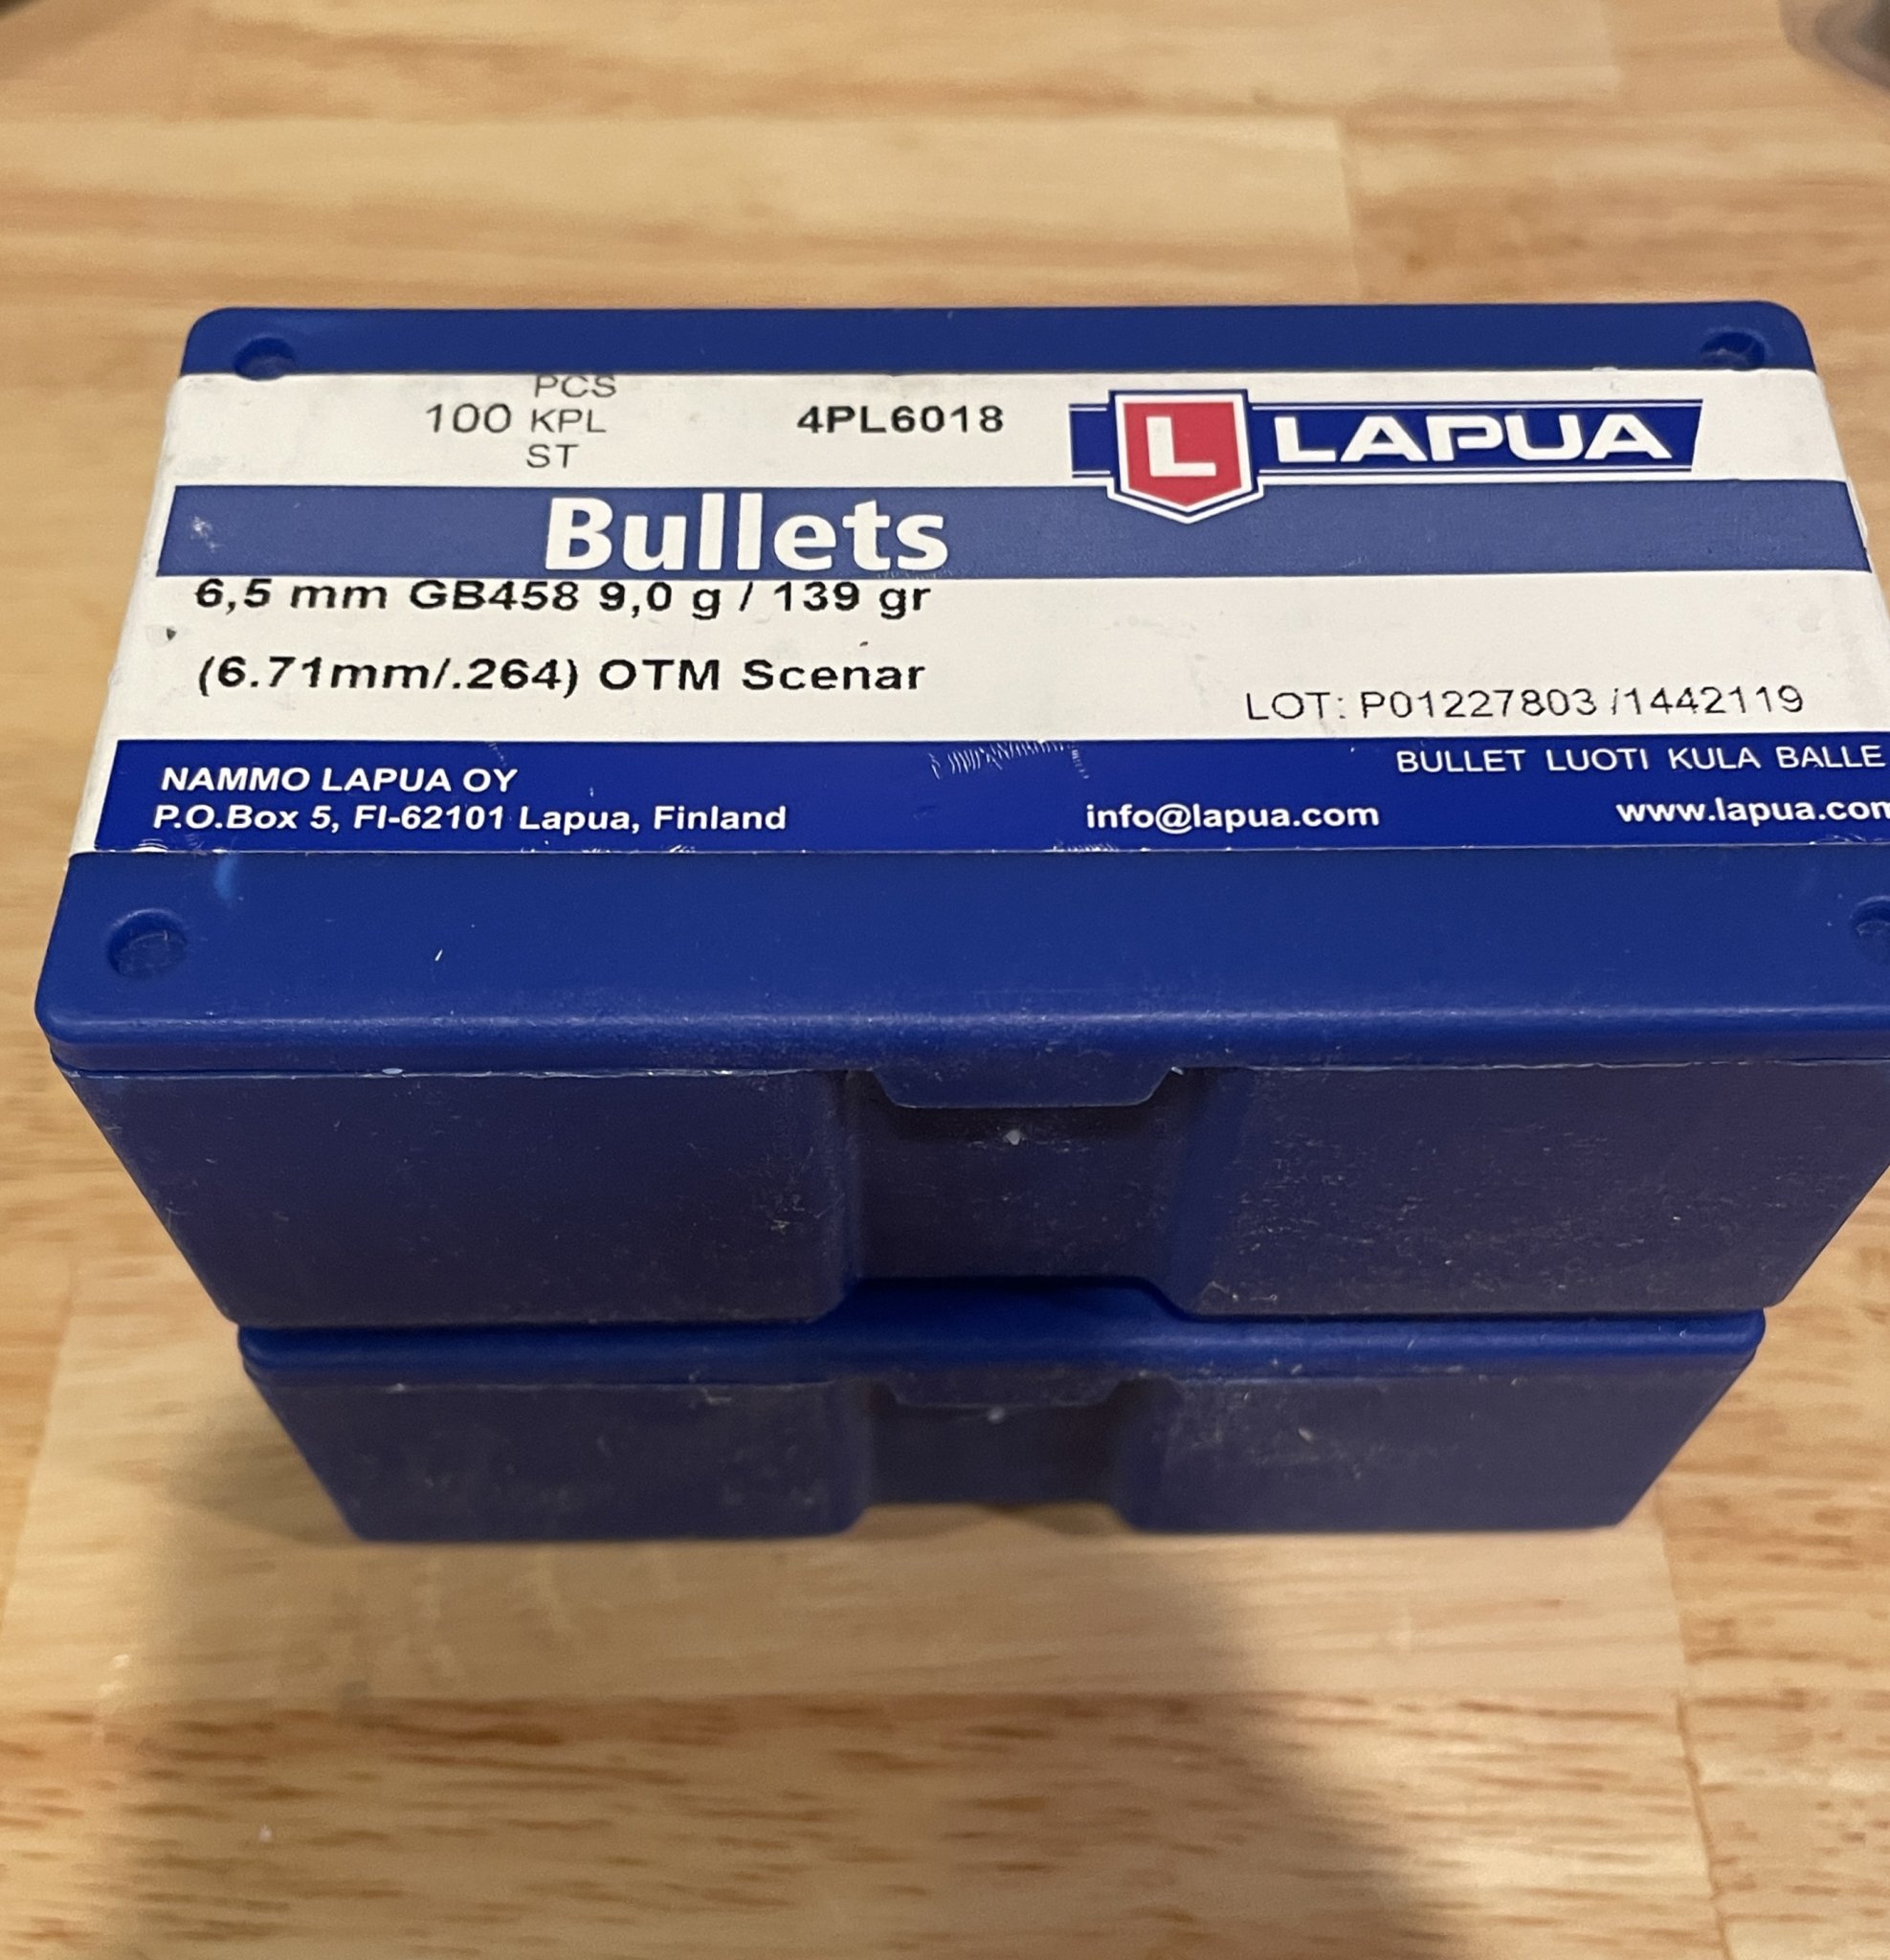 PCS
100 KPL
ST
4PL6018
L LAPUA
Bullets
6,5 mm GB458 9,0 g / 139 gr
(6.71mm/.264) OTM Scenar
LOT: P01227803 /1442119
NAMMO LAPUA OY
P.O.Box 5, FI-62101 Lapua, Finland
BULLET LUOTI KULA BALLE
info@lapua.com
www.lapua.com